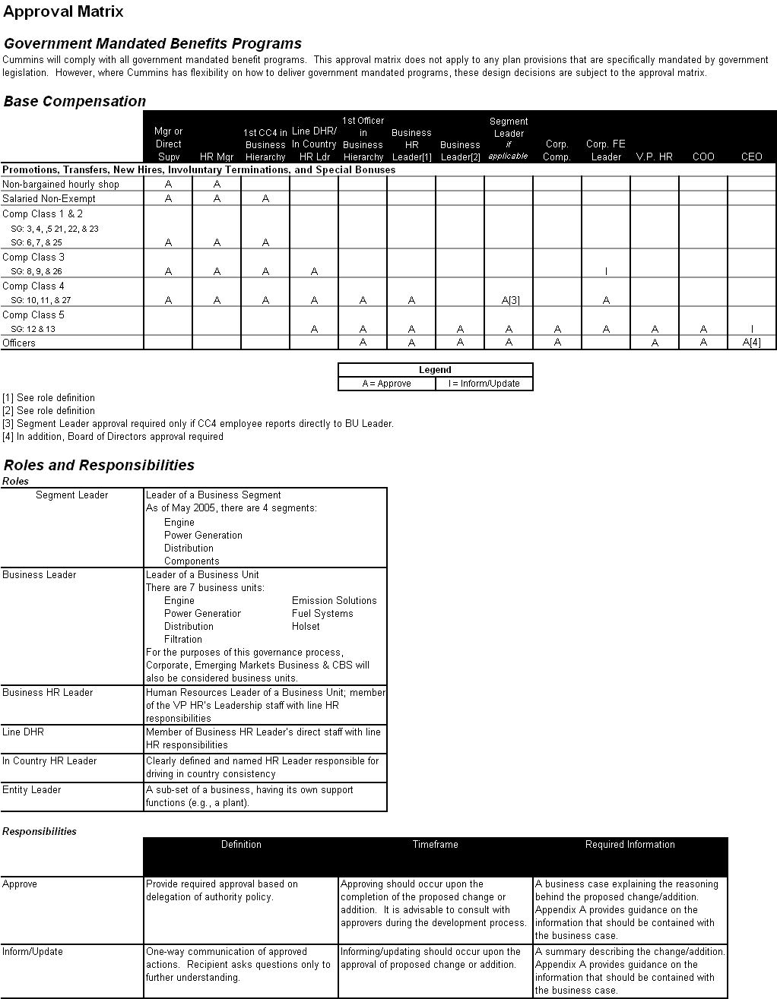 Approval Matrix
Government Mandated Benefits Programs
Cummins will comply with all government mandated benefit programs. This approval matrix does not apply to any plan provisions that are specifically mandated by government
legislation. However, where Cummins has flexibility on how to deliver government mandated programs, these design decisions are subject to the approval matrix.
Base Compensation
Mgr or Direct Supv HR Mgr 1st CC4 in Business Hierarchy Line DHR/ In Country HR Ldr 1st Officer in Business Hierarchy Business HR Leader[1] Business Leader[2] Segment Leader if applicable Corp. Comp. Corp. FE Leader V.P. HR COO CEO
Promotions, Transfers, New Hires, Involuntary Terminations, and Special Bonuses
Non-bargained hourly shop A A
Salaried Non-Exempt A A A
Comp Class 1 & 2
SG: 3, 4, ,5 21, 22, & 23
SG: 6, 7, & 25 A A A
Comp Class 3
SG: 8, 9, & 26 A A A A I
Comp Class 4
SG: 10, 11, & 27 A A A A A A A[3] A
Comp Class 5
SG: 12 & 13 A A A A A A A A A I
Officers A A A A A A A A[4]
Legend
A = Approve I = Inform/Update
[1] See role definition
[2] See role definition
[3] Segment Leader approval required only if CC4 employee reports directly to BU Leader.
[4] In addition, Board of Directors approval required
Roles and Responsibilities
Roles
Segment Leader Leader of a Business Segment
As of May 2005, there are 4 segments:
Engine
Power Generation
Distribution
Components
Business Leader Leader of a Business Unit
There are 7 business units:
Engine Emission Solutions
Power Generatior Fuel Systems
Distribution Holset
Filtration
For the purposes of this governance process,
Corporate, Emerging Markets Business & CBS will
also be considered business units.
Business HR Leader Human Resources Leader of a Business Unit; member
of the VP HR's Leadership staff with line HR
responsibilities
Line DHR Member of Business HR Leader's direct staff with line
HR responsibilities
In Country HR Leader Clearly defined and named HR Leader responsible for
driving in country consistency
Entity Leader A sub-set of a business, having its own support
functions (e.g., a plant).
Responsibilities
Definition Timeframe Required Information
Approve Provide required approval based on Approving should occur upon the A business case explaining the reasoning
delegation of authority policy. completion of the proposed change or behind the proposed change/addition.
addition. It is advisable to consult with Appendix A provides guidance on the
approvers during the development process. information that should be contained with
the business case.
Inform/Update One-way communication of approved Informing/updating should occur upon the A summary describing the change/addition.
actions. Recipient asks questions only to approval of proposed change or addition. Appendix A provides guidance on the
further understanding. information that should be contained with
the business case.